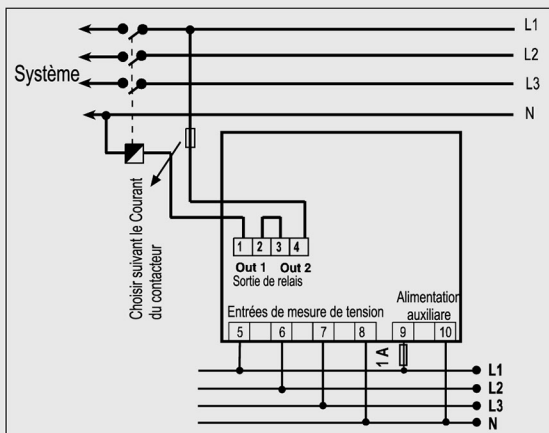 L1
L2
Système
L3
N
Choisir suivant le Courant
du contacteur
1 2 3 4
Out 1 Out 2
Sortie de relais
Entrées de mesure de tension
Alimentation
auxiliare
5 6 7 8 9 10
1 A
L1
L2
L3
N